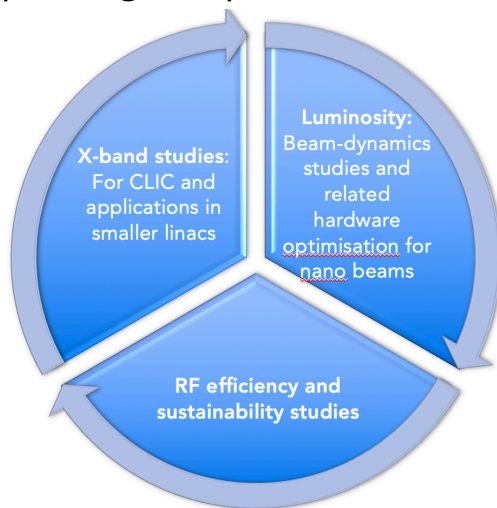 X-band studies:
For CLIC and
applications in
smaller linacs
Luminosity:
Beam-dynamics
studies and
related
hardware
optimisation for
nano beams
RF efficiency and
sustainability studies